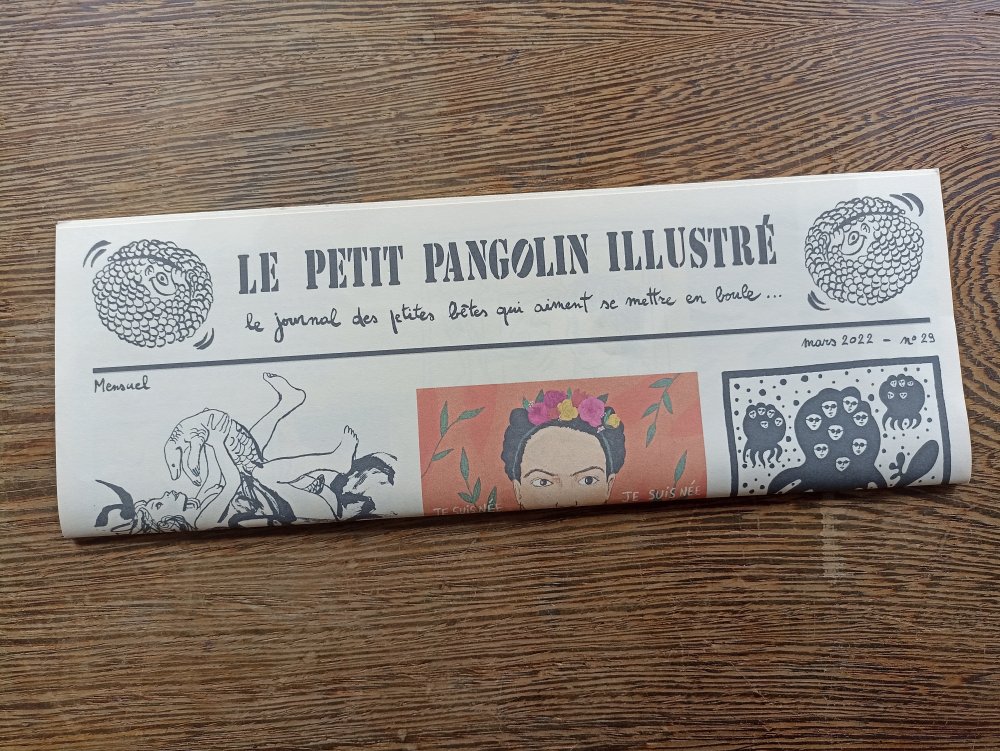 LE PETIT PANGOLIN ILLUSTRÉ
le journal des petites bêtes qui aiment se mettre en boule...
mars 2022 - n° 29
Mensuel
JE SUIS NÉE
JE SUIS NÉE